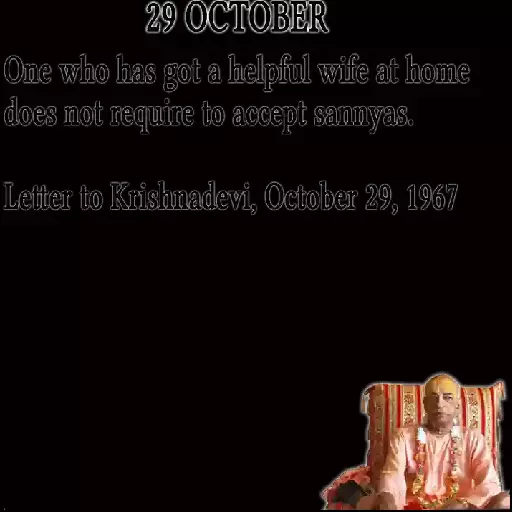 29 OCTOBER
One who has got a helpful wife at home
does not require to accept sannyas.
Letter to Krishnadevi, October 29, 1967